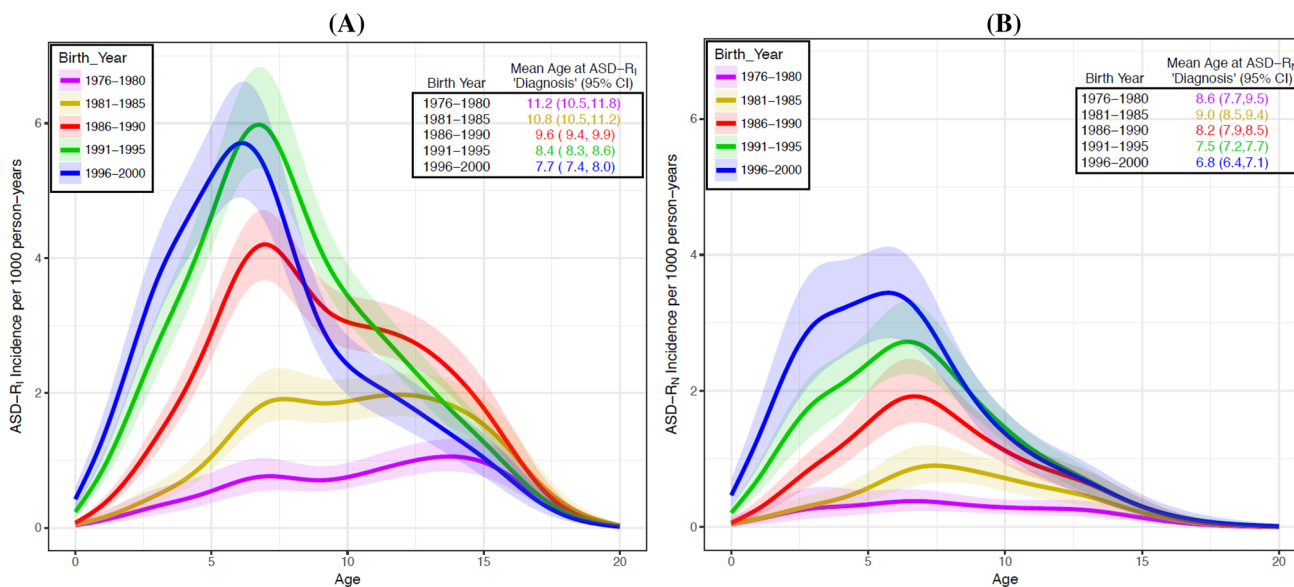 (A)
ASD-R_I Incidence per 1000 person-years
6
4
2
0
Birth_Year
1976-1980
1981-1985
1986-1990
1991-1995
1996-2000
Mean Age at ASD-R_I
Birth Year 'Diagnosis' (95% CI)
1976-1980 11.2 (10.5,11.8)
1981-1985 10.8 (10.5,11.2)
1986-1990 9.6 ( 9.4, 9.9)
1991-1995 8.4 ( 8.3, 8.6)
1996-2000 7.7 ( 7.4, 8.0)
0 5 10 15 20
Age
(B)
ASD-R_N Incidence per 1000 person-years
6
4
2
0
Birth_Year
1976-1980
1981-1985
1986-1990
1991-1995
1996-2000
Mean Age at ASD-R_N
Birth Year 'Diagnosis' (95% CI)
1976-1980 8.6 (7.7,9.5)
1981-1985 9.0 (8.5,9.4)
1986-1990 8.2 (7.9,8.5)
1991-1995 7.5 (7.2,7.7)
1996-2000 6.8 (6.4,7.1)
0 5 10 15 20
Age